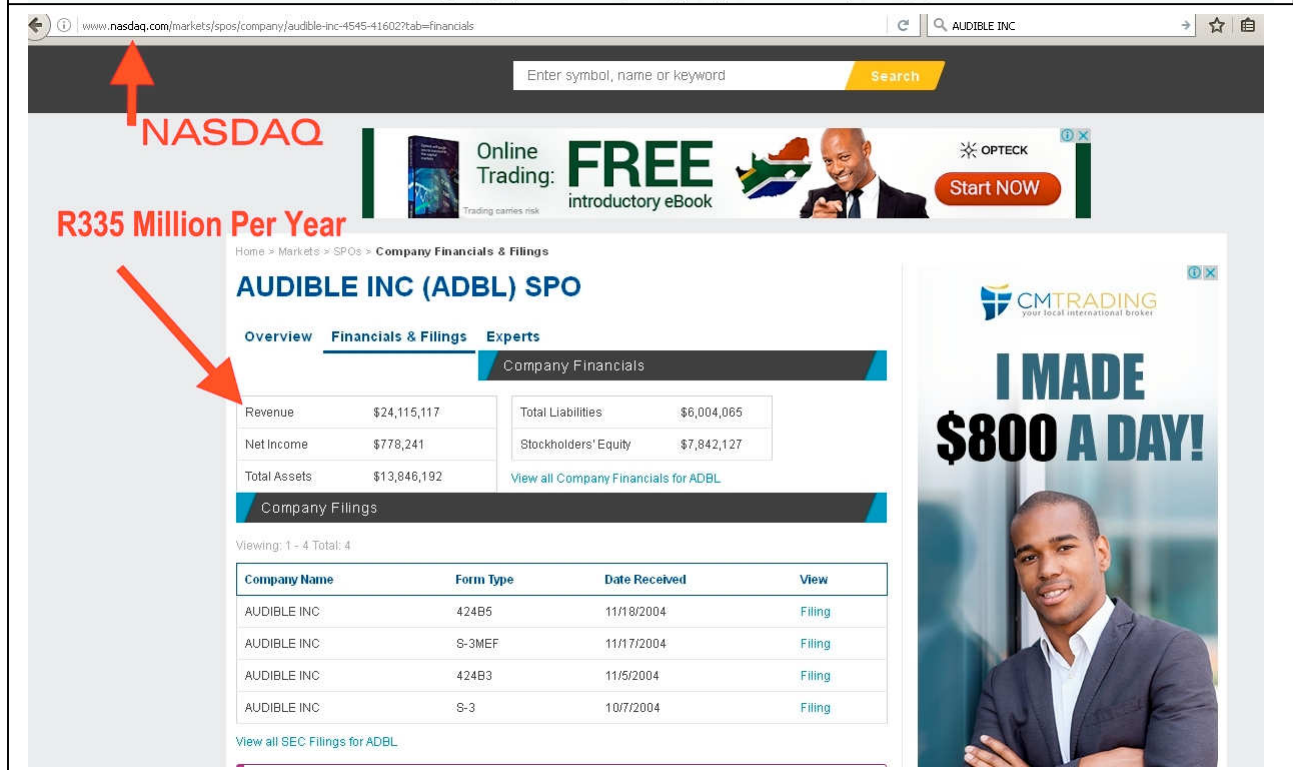 www.nasdaq.com/markets/spos/company/audible-inc-4545-41602?tab=financials AUDIBLE INC
Enter symbol, name or keyword Search
NASDAQ
Online Trading: FREE introductory eBook
Trading carries risk
OPTECK
Start NOW
R335 Million Per Year
Home > Markets > SPOs > Company Financials & Filings
AUDIBLE INC (ADBL) SPO
Overview Financials & Filings Experts
Company Financials
Revenue $24,115,117 Total Liabilities $6,004,065
Net Income $778,241 Stockholders' Equity $7,842,127
Total Assets $13,846,192 View all Company Financials for ADBL
Company Filings
Viewing: 1 - 4 Total: 4
Company Name Form Type Date Received View
AUDIBLE INC 424B5 11/18/2004 Filing
AUDIBLE INC S-3MEF 11/17/2004 Filing
AUDIBLE INC 424B3 11/5/2004 Filing
AUDIBLE INC S-3 10/7/2004 Filing
View all SEC Filings for ADBL
CMTRADING
your local international broker
I MADE
$800 A DAY!